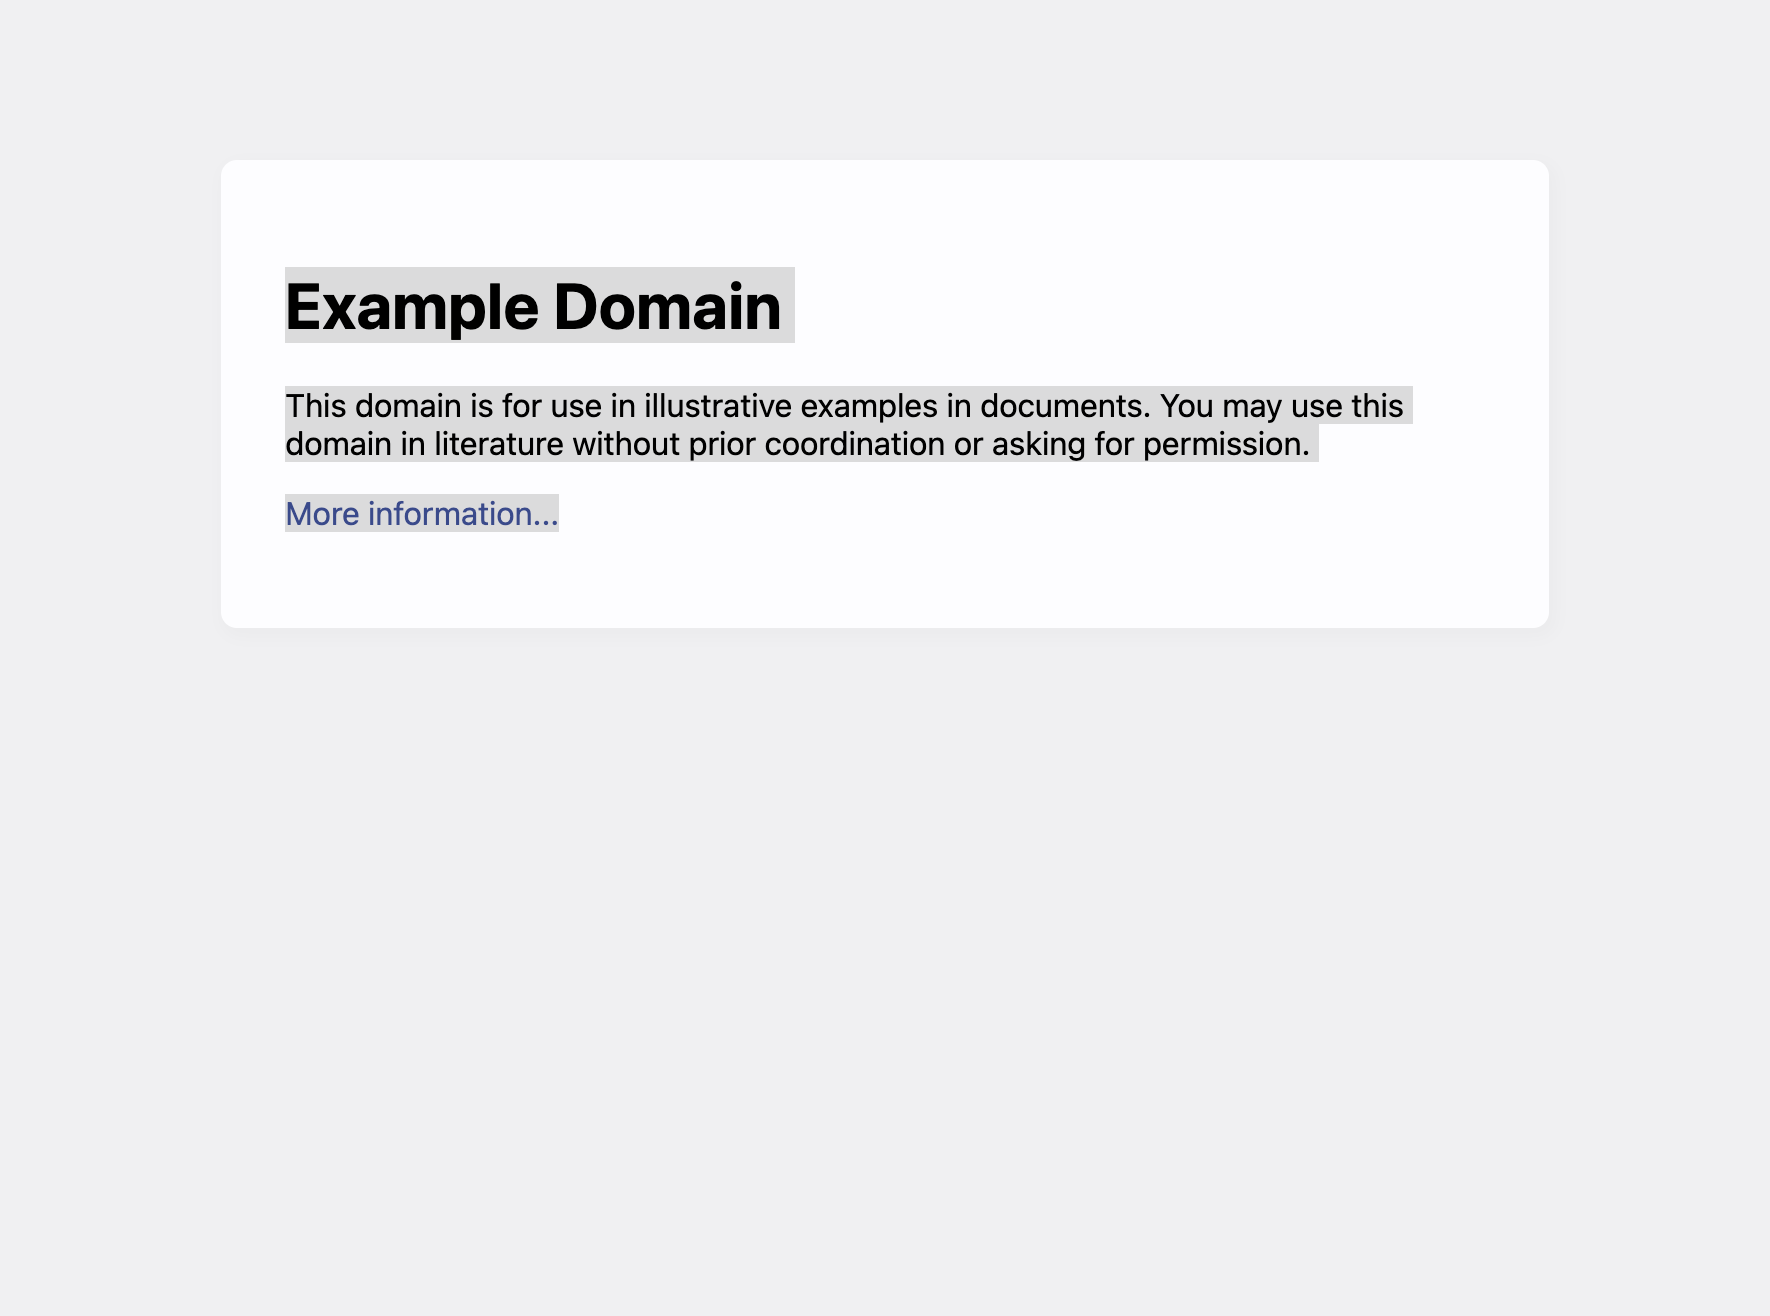 Example Domain
This domain is for use in illustrative examples in documents. You may use this
domain in literature without prior coordination or asking for permission.
More information...